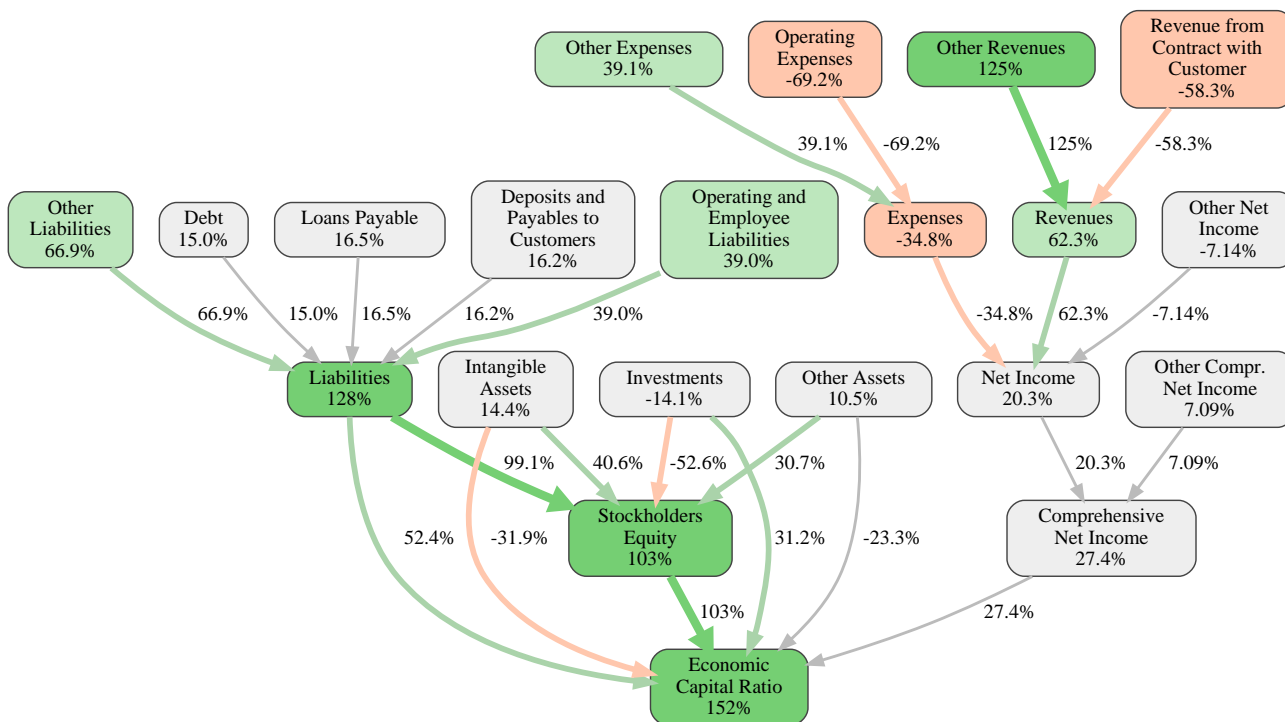 Other Expenses
39.1%
Operating
Expenses
-69.2%
Other Revenues
125%
Revenue from
Contract with
Customer
-58.3%
39.1%
-69.2%
125%
-58.3%
Other
Liabilities
66.9%
Debt
15.0%
Loans Payable
16.5%
Deposits and
Payables to
Customers
16.2%
Operating and
Employee
Liabilities
39.0%
Expenses
-34.8%
Revenues
62.3%
Other Net
Income
-7.14%
66.9%
15.0%
16.5%
16.2%
39.0%
-34.8%
62.3%
-7.14%
Liabilities
128%
Intangible
Assets
14.4%
Investments
-14.1%
Other Assets
10.5%
Net Income
20.3%
Other Compr.
Net Income
7.09%
99.1%
40.6%
-52.6%
30.7%
20.3%
7.09%
Stockholders
Equity
103%
Comprehensive
Net Income
27.4%
52.4%
-31.9%
31.2%
-23.3%
103%
27.4%
Economic
Capital Ratio
152%